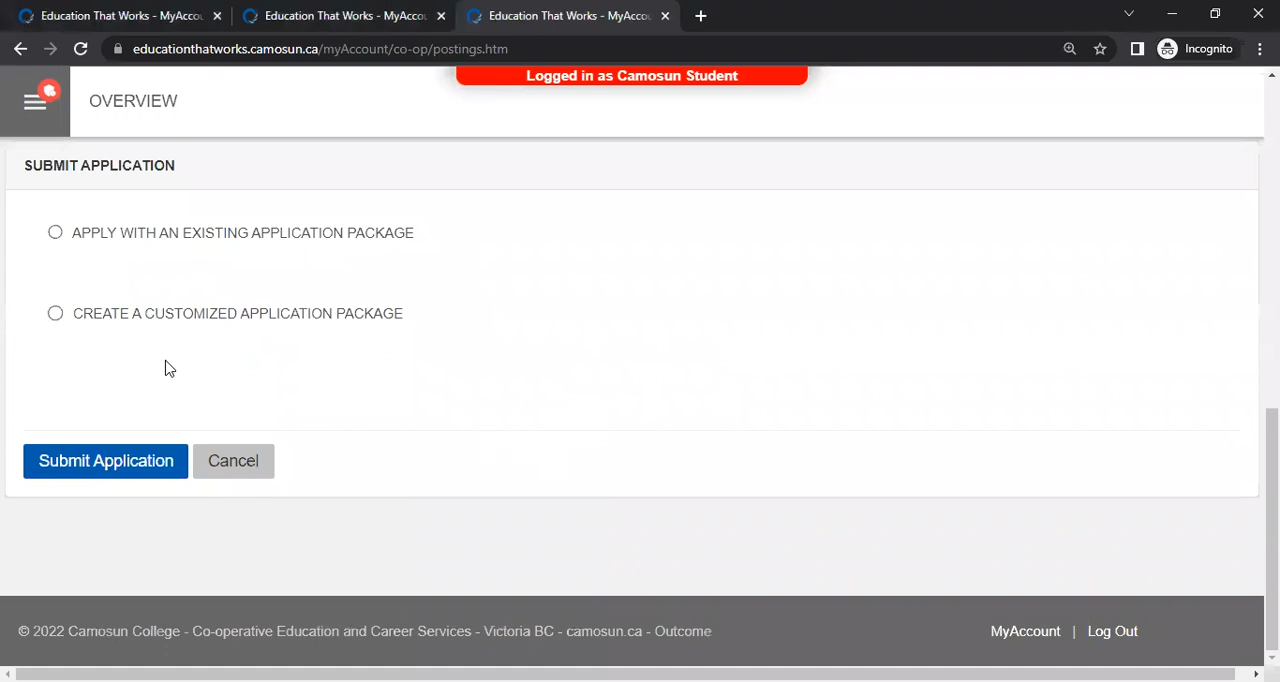 Education That Works - MyAccou
Education That Works - MyAccou
Education That Works - MyAccou
educationthatworks.camosun.ca/myAccount/co-op/postings.htm
Incognito
Logged in as Camosun Student
OVERVIEW
SUBMIT APPLICATION
APPLY WITH AN EXISTING APPLICATION PACKAGE
CREATE A CUSTOMIZED APPLICATION PACKAGE
Submit Application Cancel
© 2022 Camosun College - Co-operative Education and Career Services - Victoria BC - camosun.ca - Outcome MyAccount | Log Out